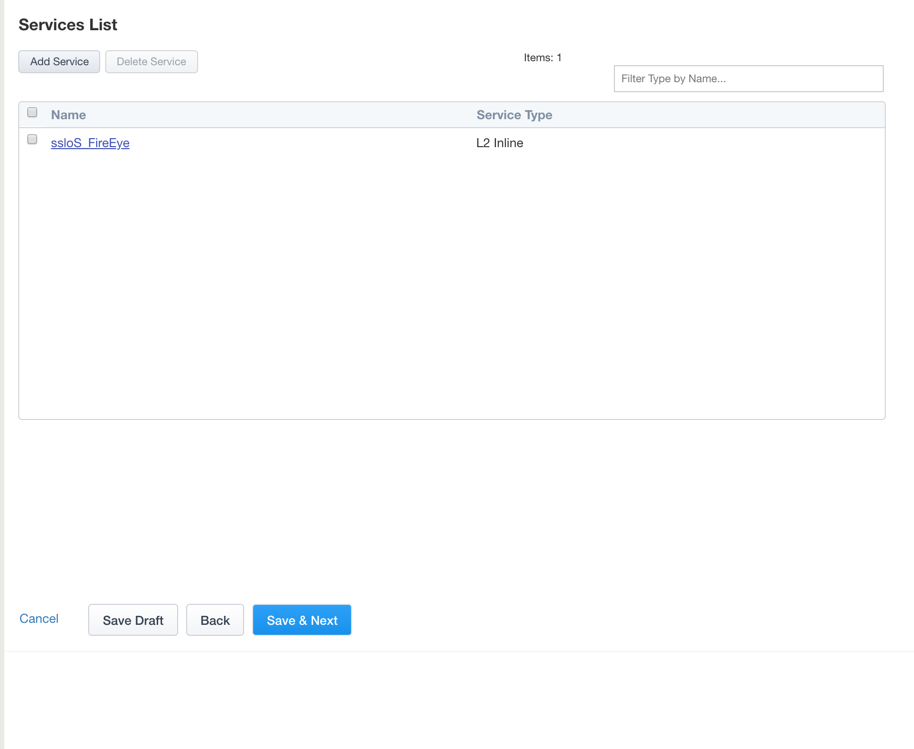 Services List
Add Service Delete Service Items: 1
Filter Type by Name...
Name Service Type
ssloS_FireEye L2 Inline
Cancel Save Draft Back Save & Next